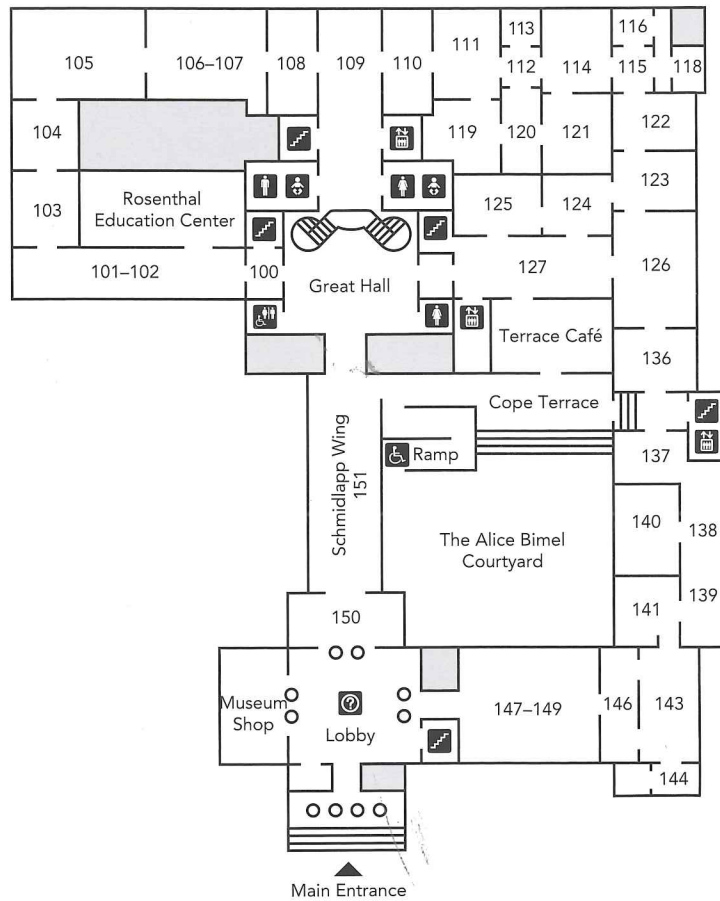 105
106–107
108
109
110
111
113
112
114
116
115
118
104
119
120
121
122
103
Rosenthal
Education Center
125
124
123
101–102
100
Great Hall
127
126
Terrace Café
136
Cope Terrace
Schmidlapp Wing
151
Ramp
137
The Alice Bimel
Courtyard
140
138
139
141
150
Museum
Shop
?
Lobby
147–149
146
143
144
Main Entrance